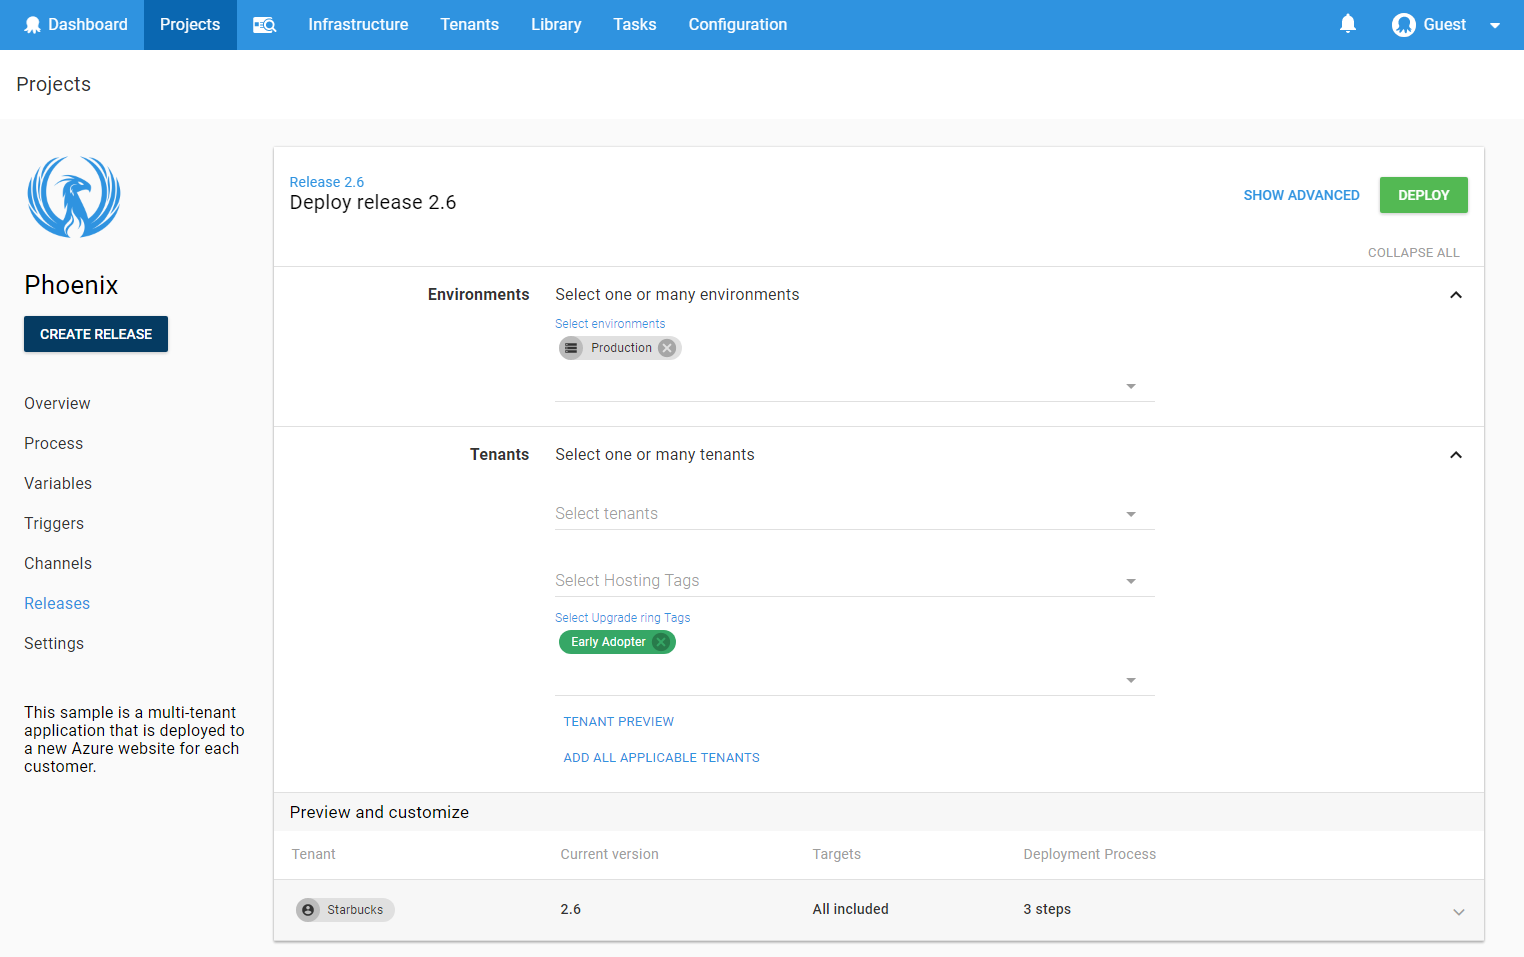 Dashboard Projects Infrastructure Tenants Library Tasks Configuration Guest
Projects
Phoenix
CREATE RELEASE
Overview
Process
Variables
Triggers
Channels
Releases
Settings
This sample is a multi-tenant
application that is deployed to
a new Azure website for each
customer.
Release 2.6
Deploy release 2.6
SHOW ADVANCED DEPLOY
COLLAPSE ALL
Environments Select one or many environments
Select environments
Production
Tenants Select one or many tenants
Select tenants
Select Hosting Tags
Select Upgrade ring Tags
Early Adopter
TENANT PREVIEW
ADD ALL APPLICABLE TENANTS
Preview and customize
Tenant Current version Targets Deployment Process
Starbucks 2.6 All included 3 steps